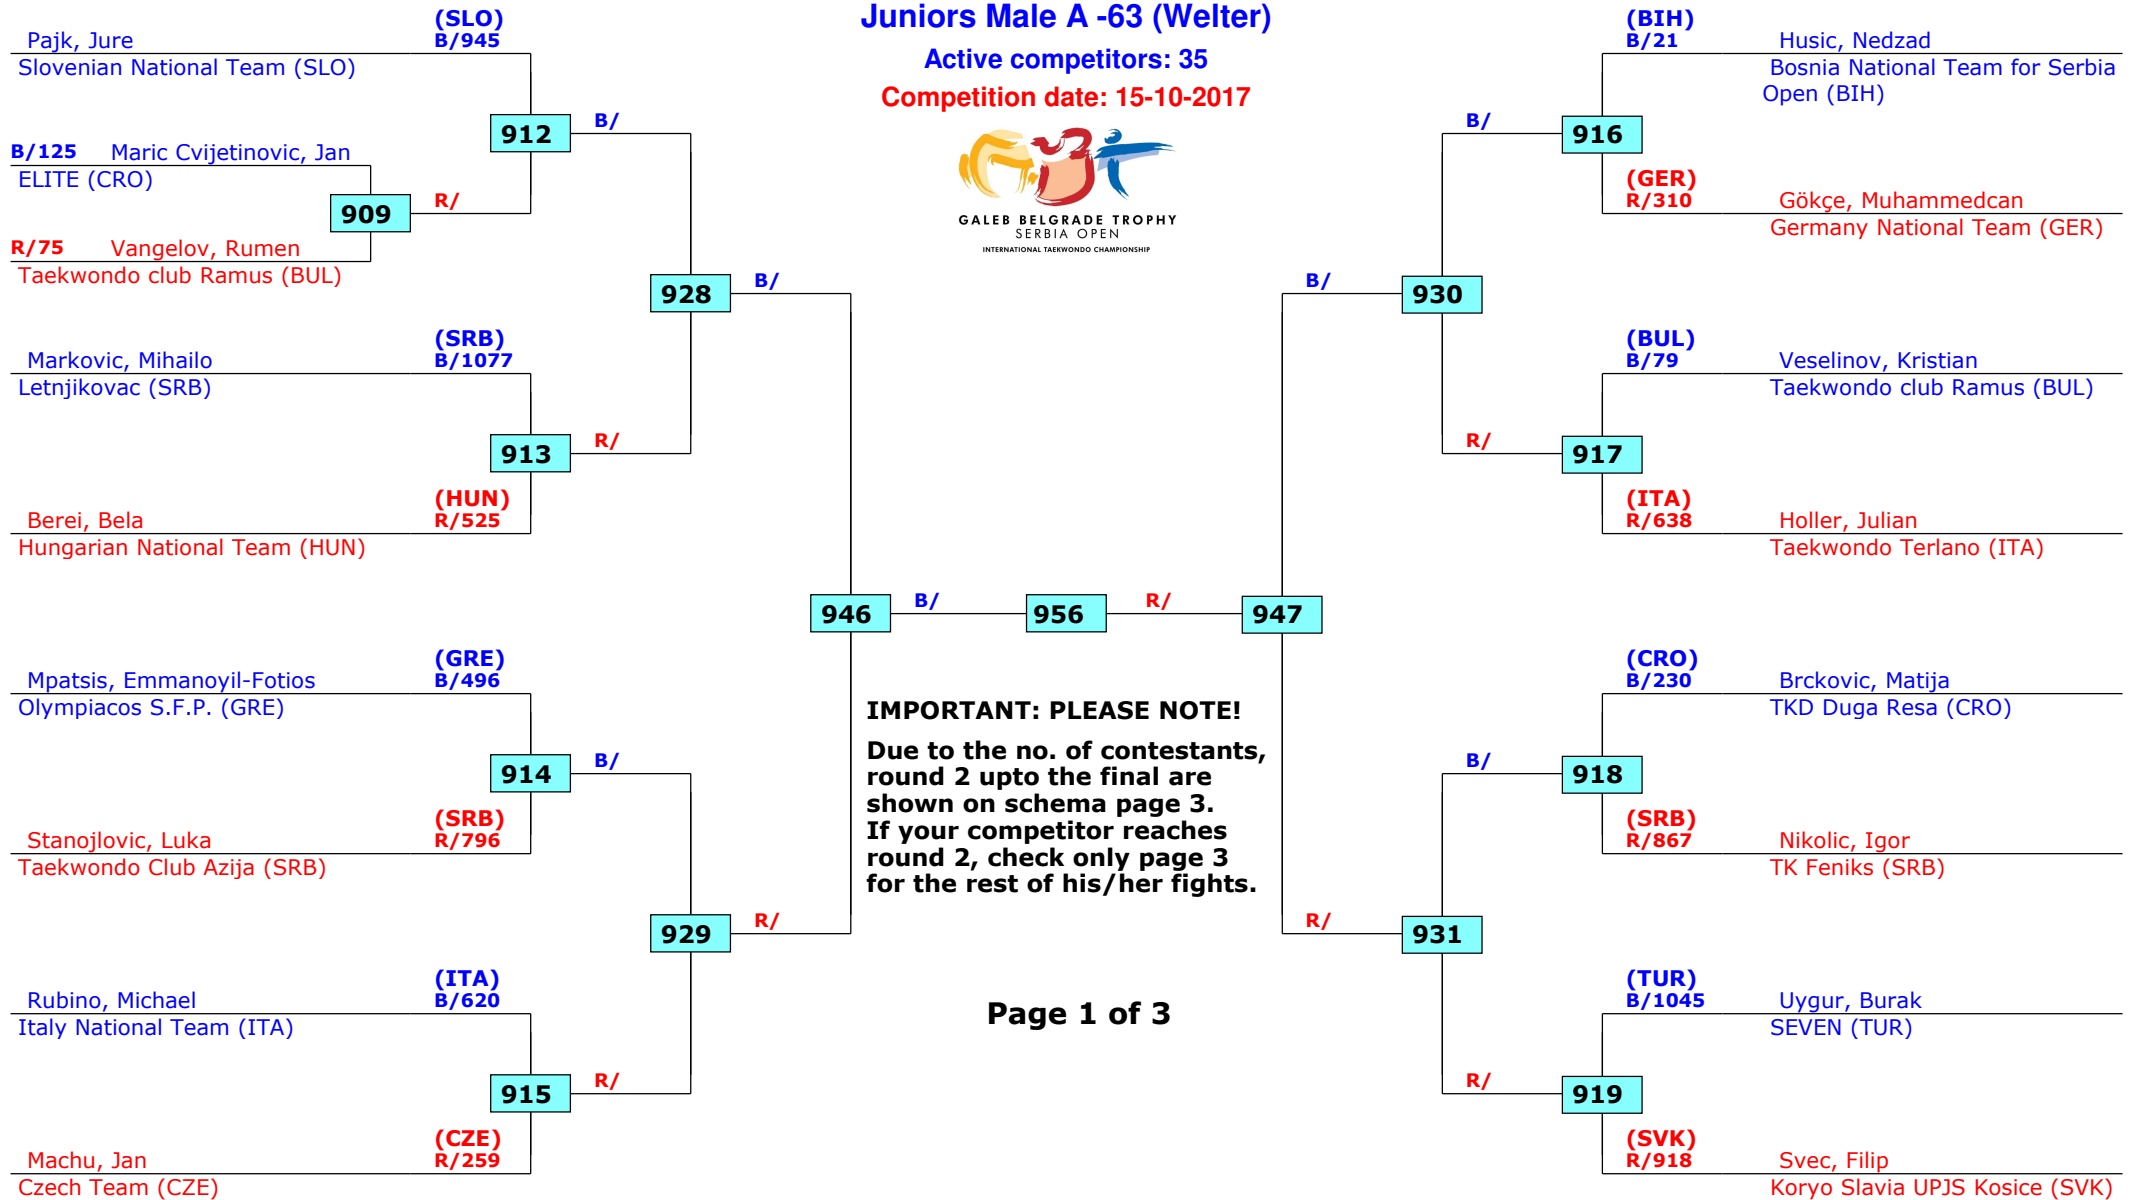 Juniors Male A -63 (Welter)
Active competitors: 35
Competition date: 15-10-2017
GALEB BELGRADE TROPHY
SERBIA OPEN
INTERNATIONAL TAEKWONDO CHAMPIONSHIP
(SLO)
Pajk, Jure B/945
Slovenian National Team (SLO)
912 B/
B/125 Maric Cvijetinovic, Jan
ELITE (CRO)
909 R/
R/75 Vangelov, Rumen
Taekwondo club Ramus (BUL)
928 B/
(SRB)
Markovic, Mihailo B/1077
Letnjikovac (SRB)
913 R/
(HUN)
Berei, Bela R/525
Hungarian National Team (HUN)
946 B/ 956 R/ 947
(GRE)
Mpatsis, Emmanoyil-Fotios B/496
Olympiacos S.F.P. (GRE)
914 B/
(SRB)
Stanojlovic, Luka R/796
Taekwondo Club Azija (SRB)
929 R/
(ITA)
Rubino, Michael B/620
Italy National Team (ITA)
915 R/
(CZE)
Machu, Jan R/259
Czech Team (CZE)
IMPORTANT: PLEASE NOTE!
Due to the no. of contestants,
round 2 upto the final are
shown on schema page 3.
If your competitor reaches
round 2, check only page 3
for the rest of his/her fights.
Page 1 of 3
(BIH)
B/21 Husic, Nedzad
Bosnia National Team for Serbia
Open (BIH)
B/ 916
(GER)
R/310 Gökçe, Muhammedcan
Germany National Team (GER)
B/ 930
(BUL)
B/79 Veselinov, Kristian
Taekwondo club Ramus (BUL)
R/ 917
(ITA)
R/638 Holler, Julian
Taekwondo Terlano (ITA)
(CRO)
B/230 Brckovic, Matija
TKD Duga Resa (CRO)
B/ 918
(SRB)
R/867 Nikolic, Igor
TK Feniks (SRB)
R/ 931
(TUR)
B/1045 Uygur, Burak
SEVEN (TUR)
R/ 919
(SVK)
R/918 Svec, Filip
Koryo Slavia UPJS Kosice (SVK)